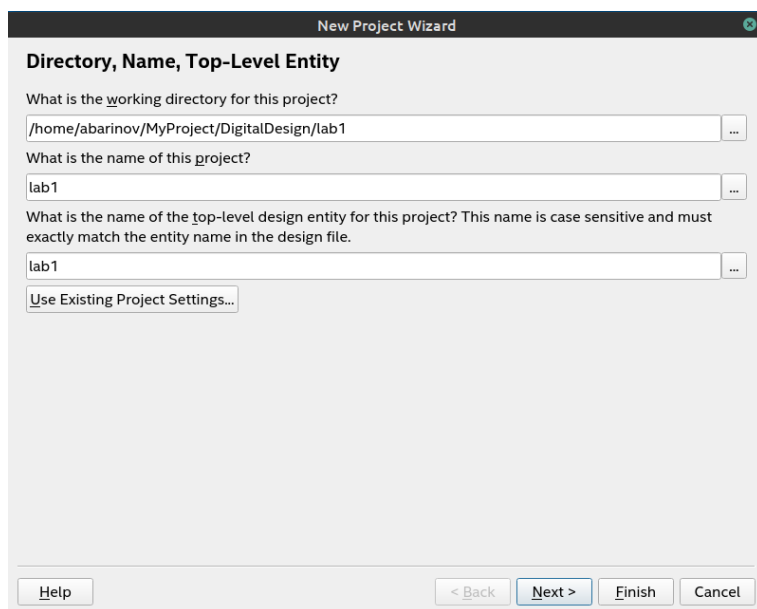 New Project Wizard
Directory, Name, Top-Level Entity
What is the working directory for this project?
/home/abarinov/MyProject/DigitalDesign/lab1
...
What is the name of this project?
lab1
...
What is the name of the top-level design entity for this project? This name is case sensitive and must
exactly match the entity name in the design file.
lab1
...
Use Existing Project Settings...
Help
< Back
Next >
Finish
Cancel